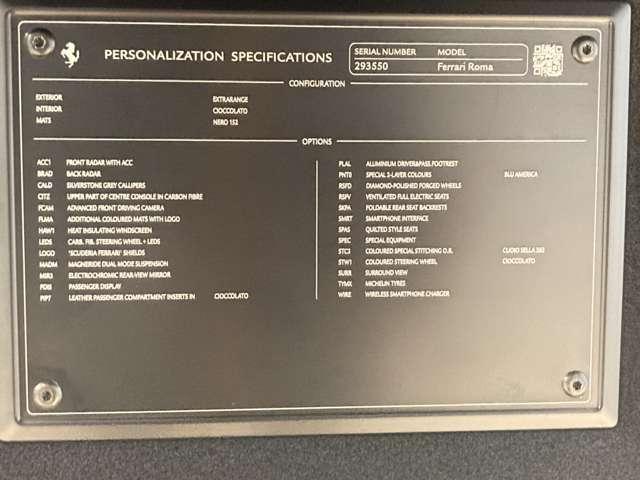 PERSONALIZATION SPECIFICATIONS
SERIAL NUMBER MODEL
293550 Ferrari Roma
CONFIGURATION
EXTERIOR EXTRARANGE
INTERIOR CIOCCOLATO
MATS NERO 152
OPTIONS
ACC1 FRONT RADAR WITH ACC
BRAD BACK RADAR
CALD SILVERSTONE GREY CALLIPERS
CITZ UPPER PART OF CENTRE CONSOLE IN CARBON FIBRE
FCAM ADVANCED FRONT DRIVING CAMERA
FLMA ADDITIONAL COLOURED MATS WITH LOGO
HAW1 HEAT INSULATING WINDSCREEN
LEDS CARB. FIB. STEERING WHEEL + LEDS
LOGO "SCUDERIA FERRARI" SHIELDS
MADM MAGNERIDE DUAL MODE SUSPENSION
MIR3 ELECTROCHROMIC REAR-VIEW MIRROR
PDIS PASSENGER DISPLAY
PIP7 LEATHER PASSENGER COMPARTMENT INSERTS IN CIOCCOLATO
PLAL ALUMINIUM DRIVER&PASS.FOOTREST
PNT8 SPECIAL 2-LAYER COLOURS BLU AMERICA
RSFD DIAMOND-POLISHED FORGED WHEELS
RSPV VENTILATED FULL ELECTRIC SEATS
SKPA FOLDABLE REAR SEAT BACKRESTS
SMRT SMARTPHONE INTERFACE
SPAS QUILTED STYLE SEATS
SPEC SPECIAL EQUIPMENT
STC3 COLOURED SPECIAL STITCHING O.R. CUOIO SELLA
STW1 COLOURED STEERING WHEEL CIOCCOLATO
SURR SURROUND VIEW
TYMX MICHELIN TYRES
WIRE WIRELESS SMARTPHONE CHARGER